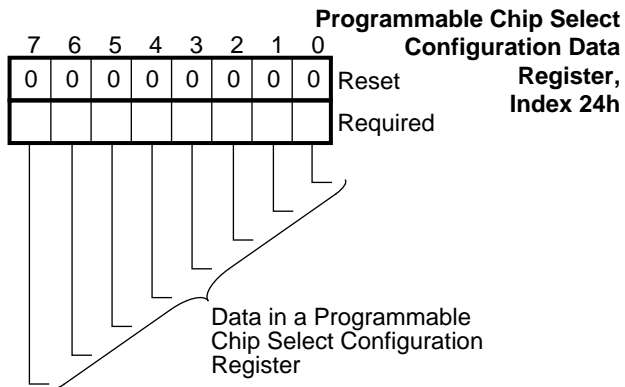 Programmable Chip Select
Configuration Data
Register,
Index 24h
7 6 5 4 3 2 1 0
0 0 0 0 0 0 0 0 Reset
Required
Data in a Programmable
Chip Select Configuration
Register